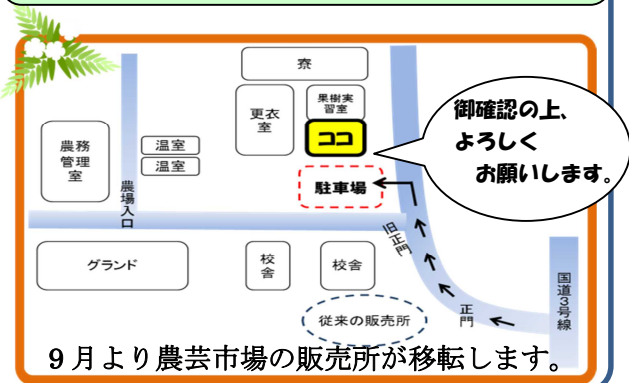 寮
果樹実
習室
更衣
室
ココ
御確認の上、
よろしく
お願いします。
農務
管理
室
温室
温室
駐車場
農場入口
旧正門
グランド
校
舎
校舎
国道3号線
正門
従来の販売所
９月より農芸市場の販売所が移転します。